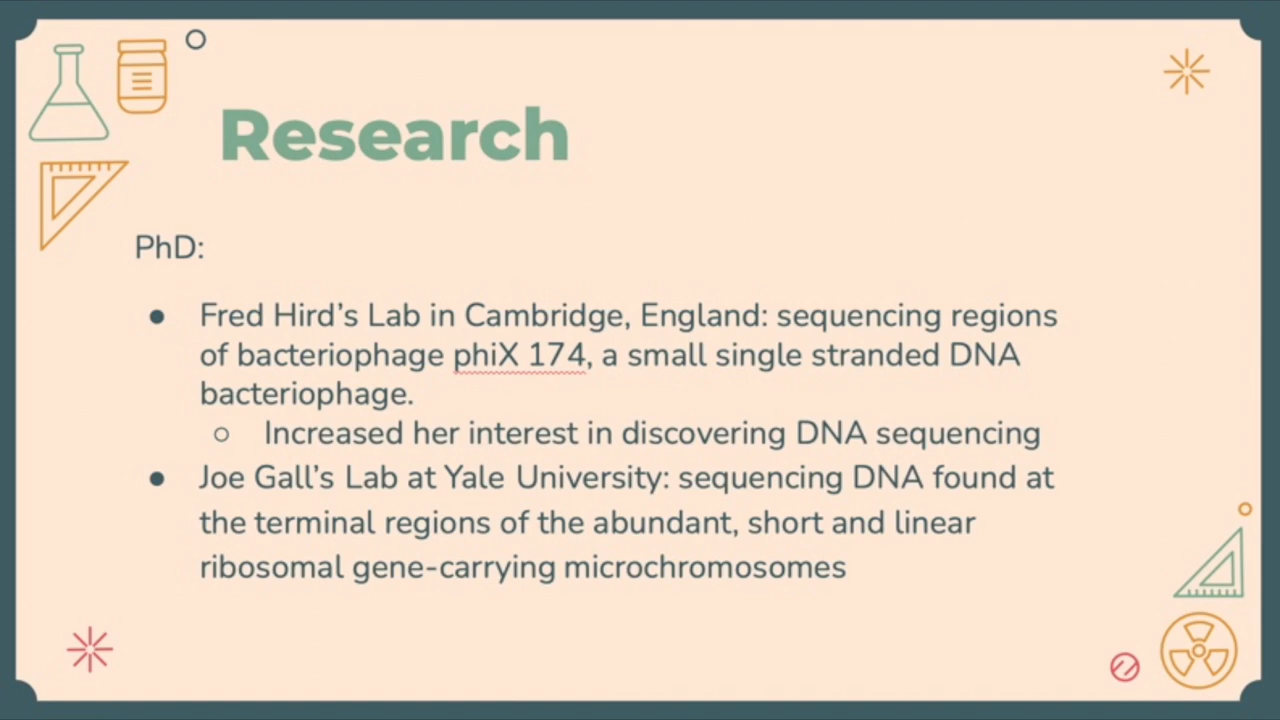 Research
PhD:
● Fred Hird’s Lab in Cambridge, England: sequencing regions
of bacteriophage phiX 174, a small single stranded DNA
bacteriophage.
○ Increased her interest in discovering DNA sequencing
● Joe Gall’s Lab at Yale University: sequencing DNA found at
the terminal regions of the abundant, short and linear
ribosomal gene-carrying microchromosomes